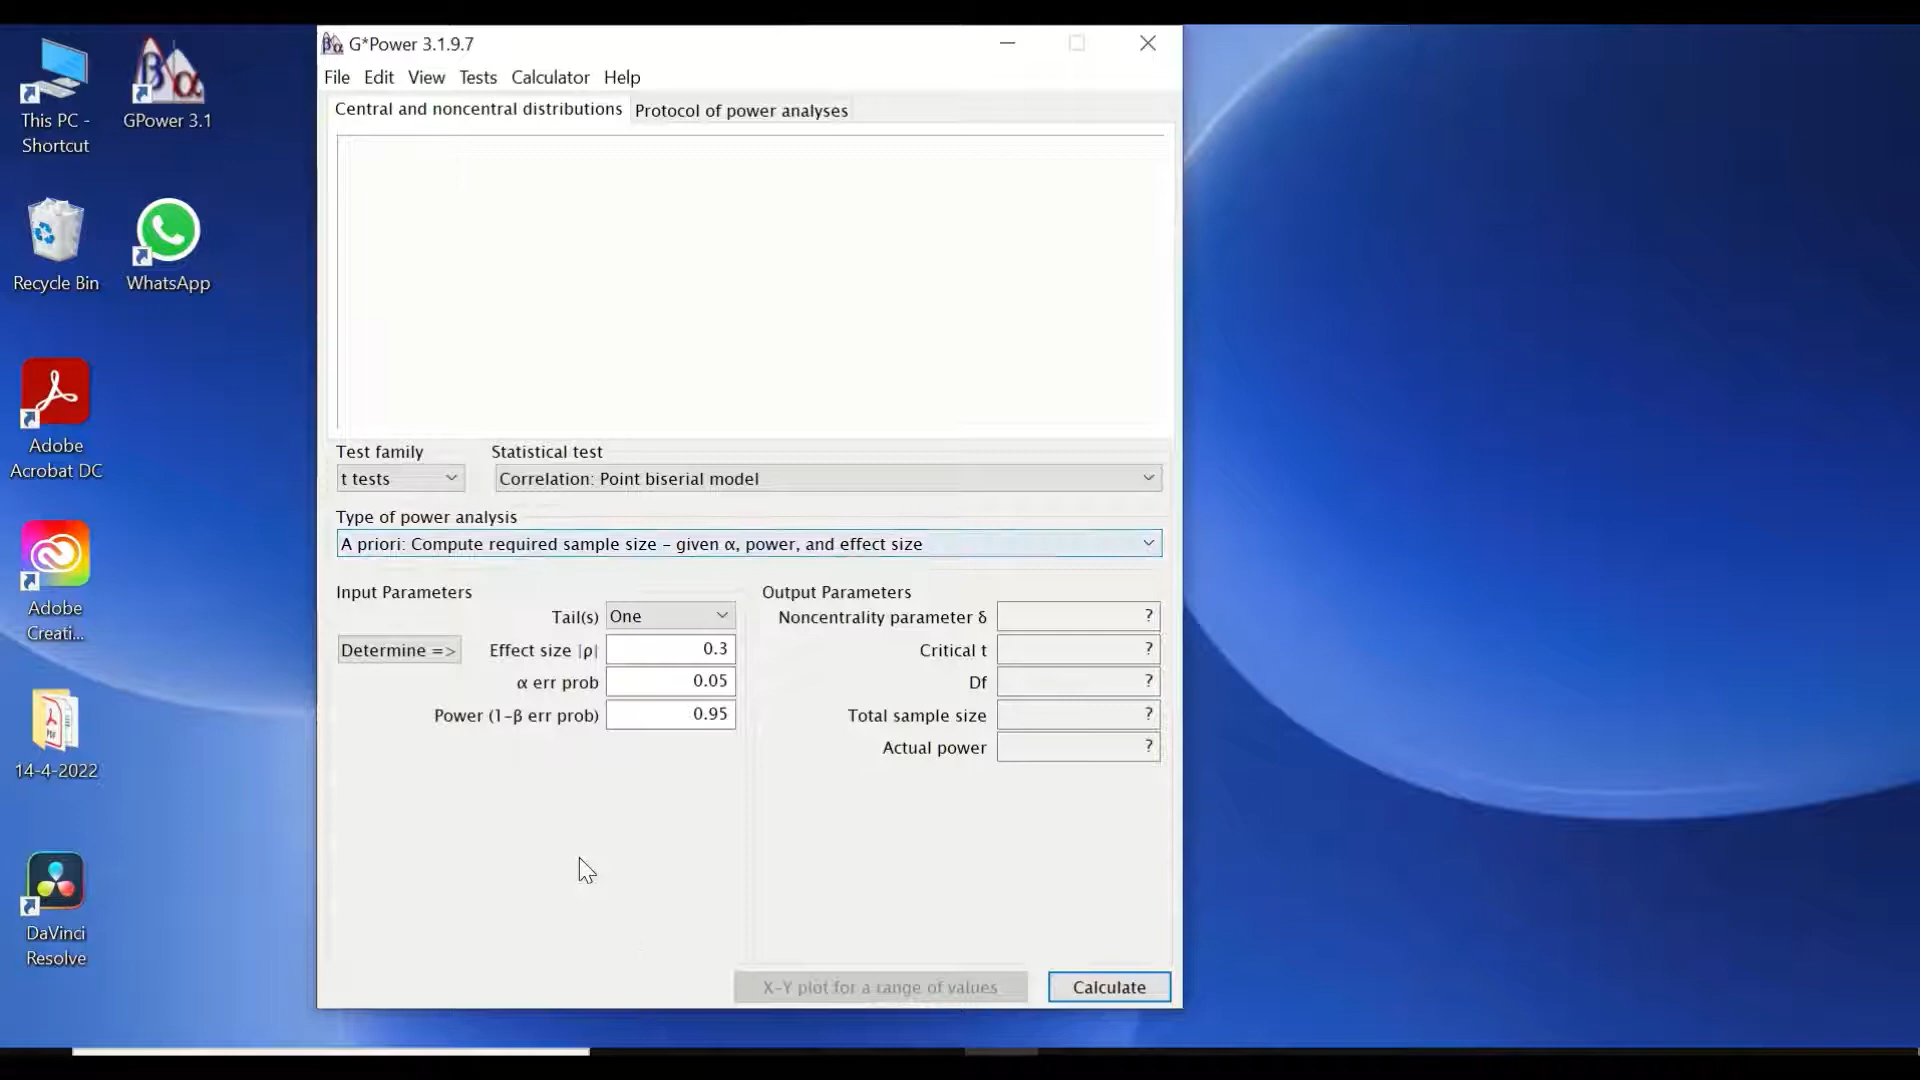 This PC -
Shortcut
GPower 3.1
Recycle Bin
WhatsApp
Adobe
Acrobat DC
Adobe
Creati...
14-4-2022
DaVinci
Resolve
G*Power 3.1.9.7
File Edit View Tests Calculator Help
Central and noncentral distributions Protocol of power analyses
Test family Statistical test
t tests Correlation: Point biserial model
Type of power analysis
A priori: Compute required sample size – given α, power, and effect size
Input Parameters
Tail(s) One
Determine => Effect size |ρ| 0.3
α err prob 0.05
Power (1–β err prob) 0.95
Output Parameters
Noncentrality parameter δ ?
Critical t ?
Df ?
Total sample size ?
Actual power ?
X–Y plot for a range of values Calculate